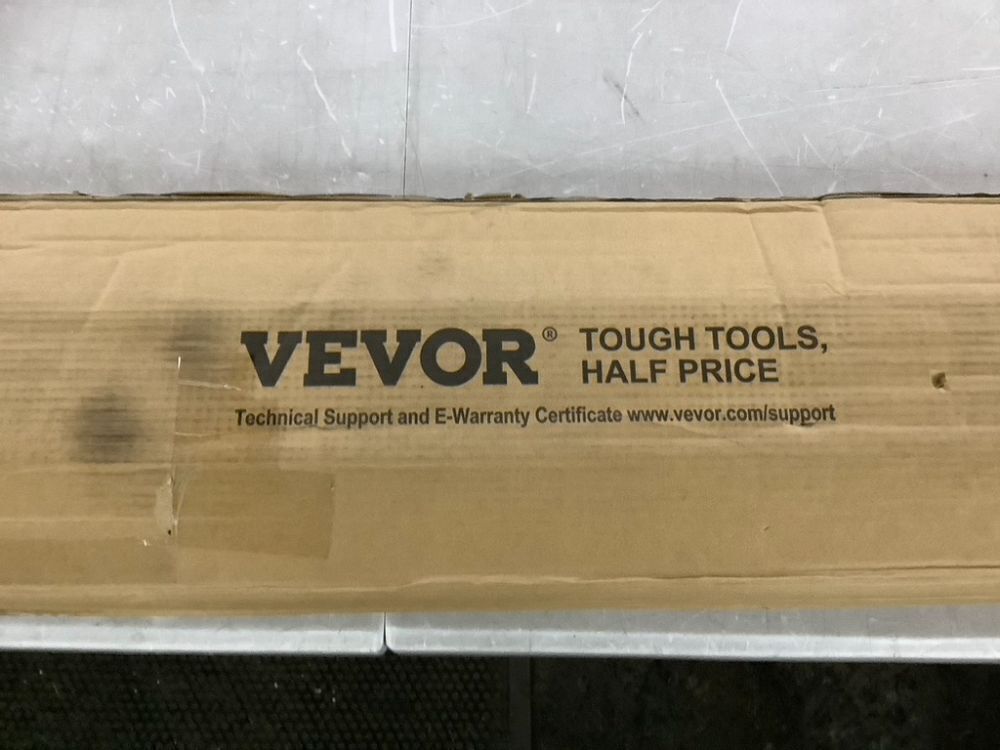 VEVOR® TOUGH TOOLS,
HALF PRICE
Technical Support and E-Warranty Certificate www.vevor.com/support